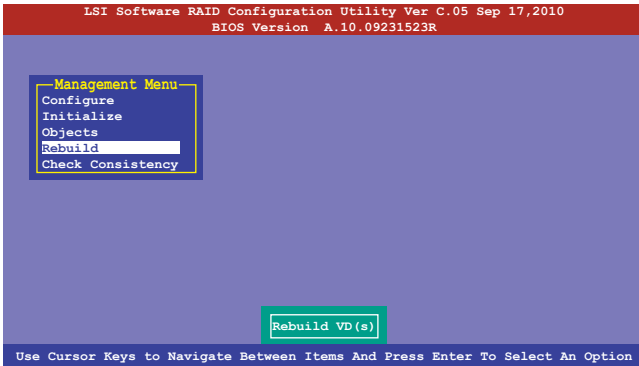 LSI Software RAID Configuration Utility Ver C.05 Sep 17,2010
BIOS Version A.10.09231523R
Management Menu
Configure
Initialize
Objects
Rebuild
Check Consistency
Rebuild VD(s)
Use Cursor Keys to Navigate Between Items And Press Enter To Select An Option